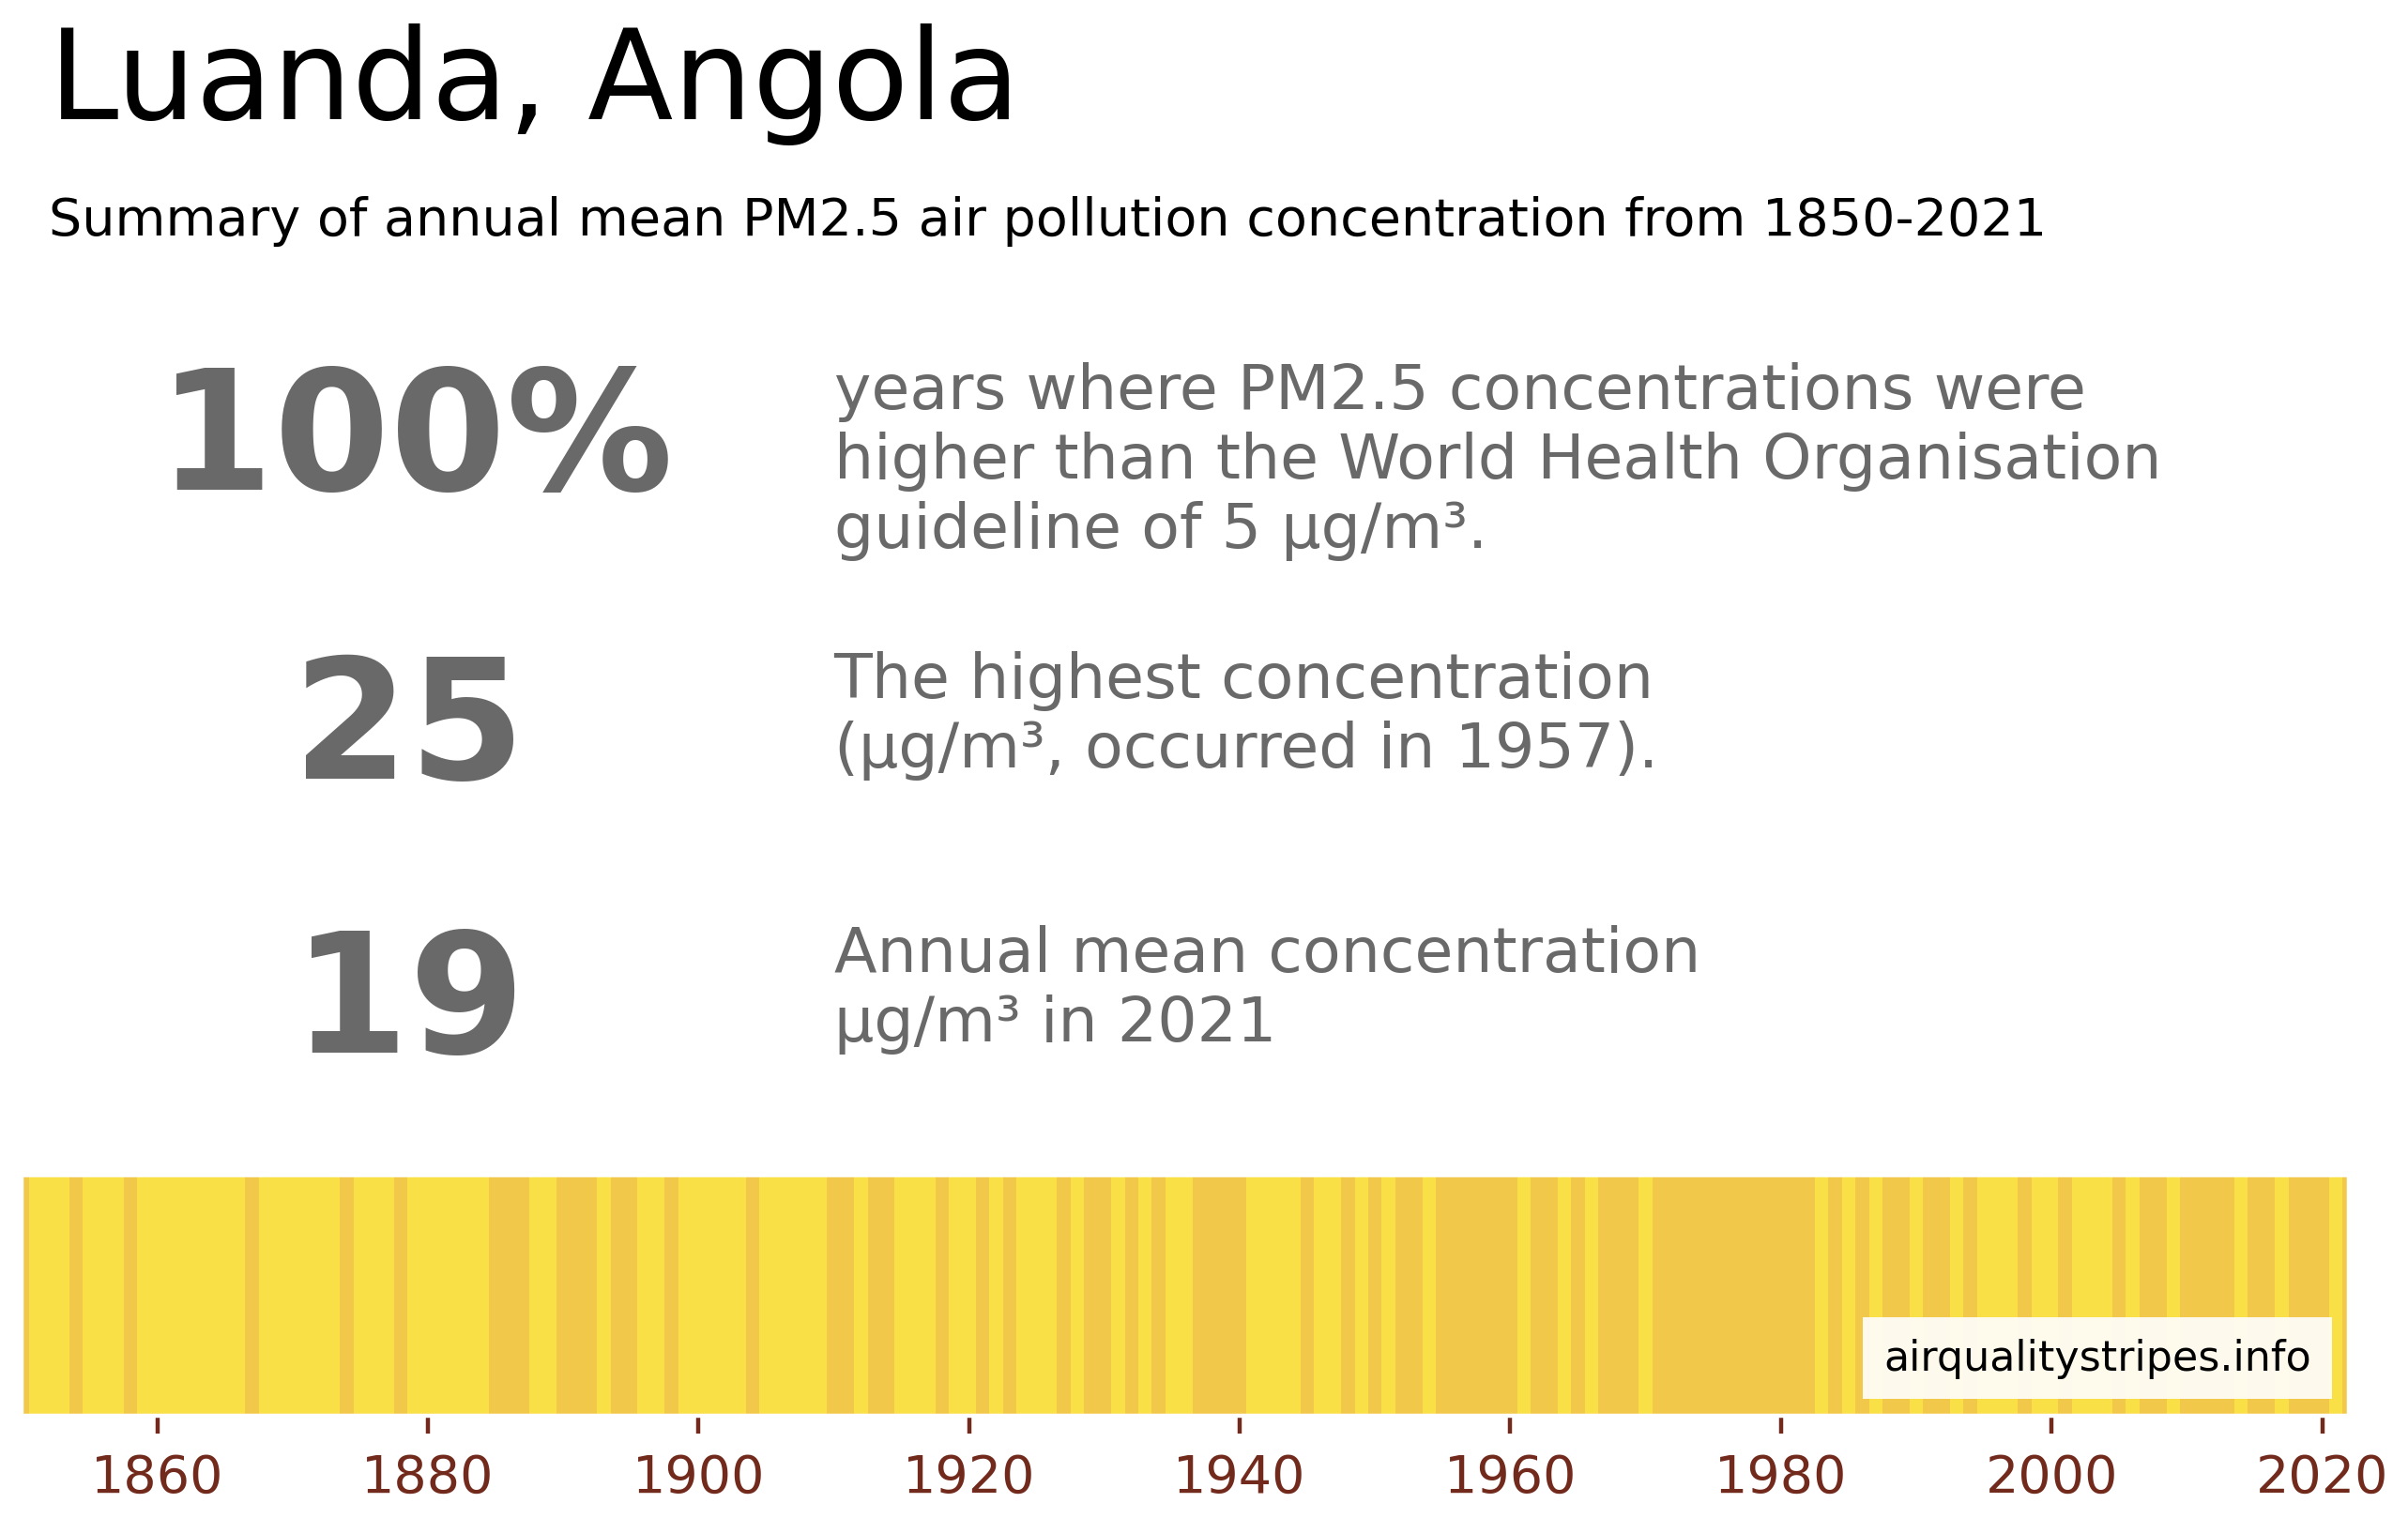 Luanda, Angola
Summary of annual mean PM2.5 air pollution concentration from 1850-2021
100%
years where PM2.5 concentrations were
higher than the World Health Organisation
guideline of 5 µg/m³.
25
The highest concentration
(µg/m³, occurred in 1957).
19
Annual mean concentration
µg/m³ in 2021
airqualitystripes.info
1860 1880 1900 1920 1940 1960 1980 2000 2020